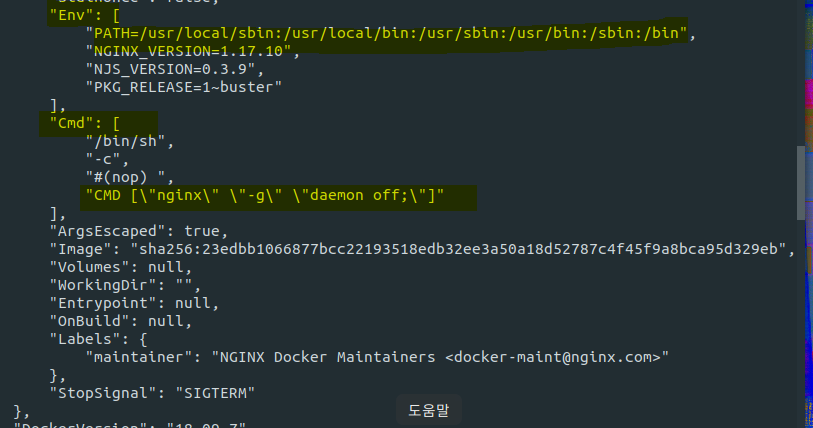 "StdinOnce": false,
"Env": [
"PATH=/usr/local/sbin:/usr/local/bin:/usr/sbin:/usr/bin:/sbin:/bin",
"NGINX_VERSION=1.17.10",
"NJS_VERSION=0.3.9",
"PKG_RELEASE=1~buster"
],
"Cmd": [
"/bin/sh",
"-c",
"#(nop) ",
"CMD [\"nginx\" \"-g\" \"daemon off;\"]"
],
"ArgsEscaped": true,
"Image": "sha256:23edbb1066877bcc22193518edb32ee3a50a18d52787c4f45f9a8bca95d329eb",
"Volumes": null,
"WorkingDir": "",
"Entrypoint": null,
"OnBuild": null,
"Labels": {
"maintainer": "NGINX Docker Maintainers <docker-maint@nginx.com>"
},
"StopSignal": "SIGTERM"
},
도움말
"DockerVersion": "18.09.7"